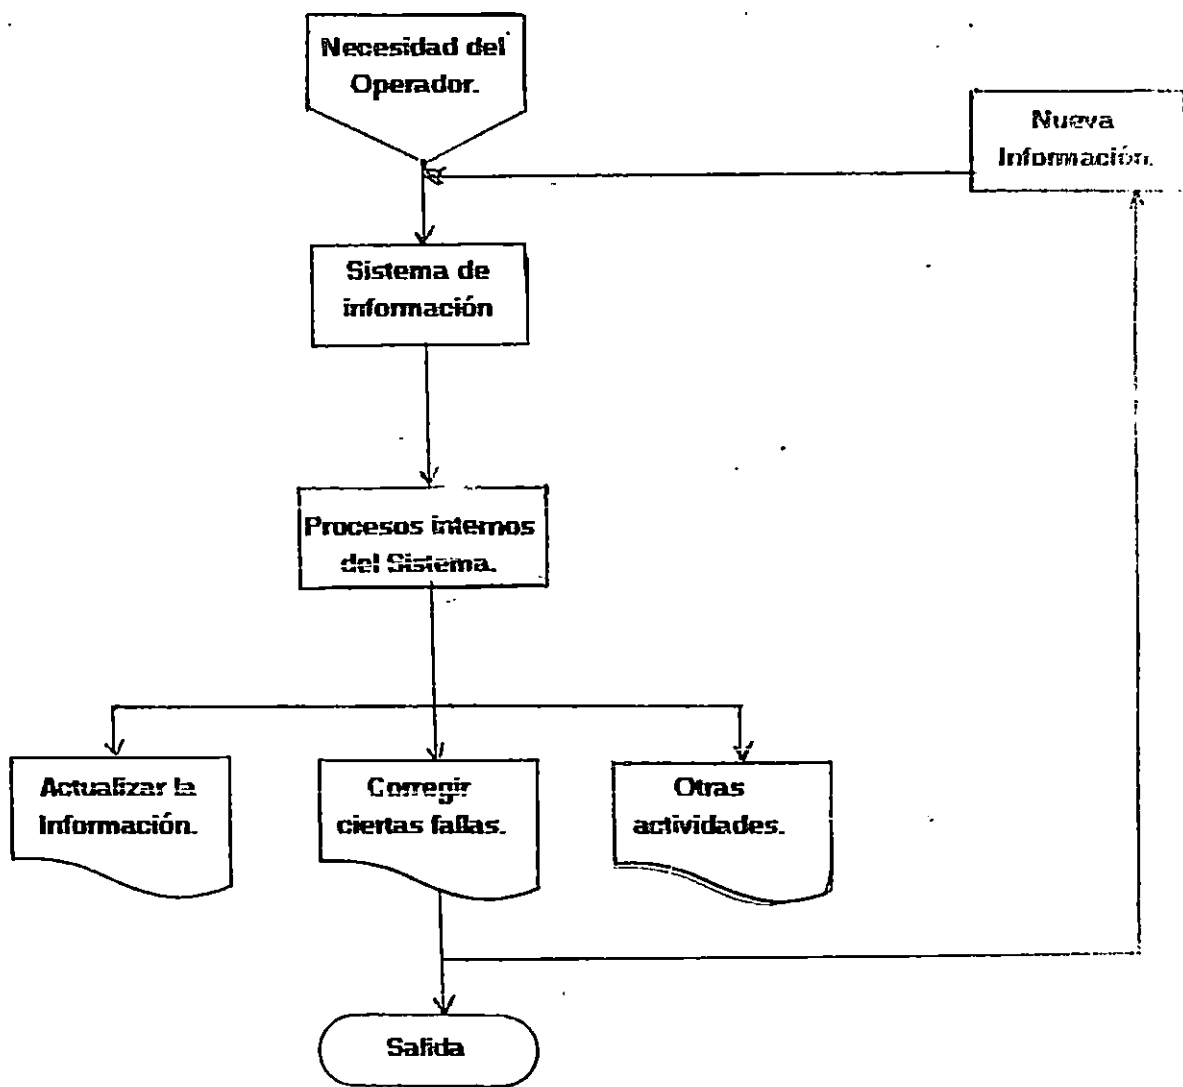 Necesidad del
Operador.
Nueva
Información.
Sistema de
información
Procesos internos
del Sistema.
Actualizar la
Información.
Corregir
ciertas fallas.
Otras
actividades.
Salida